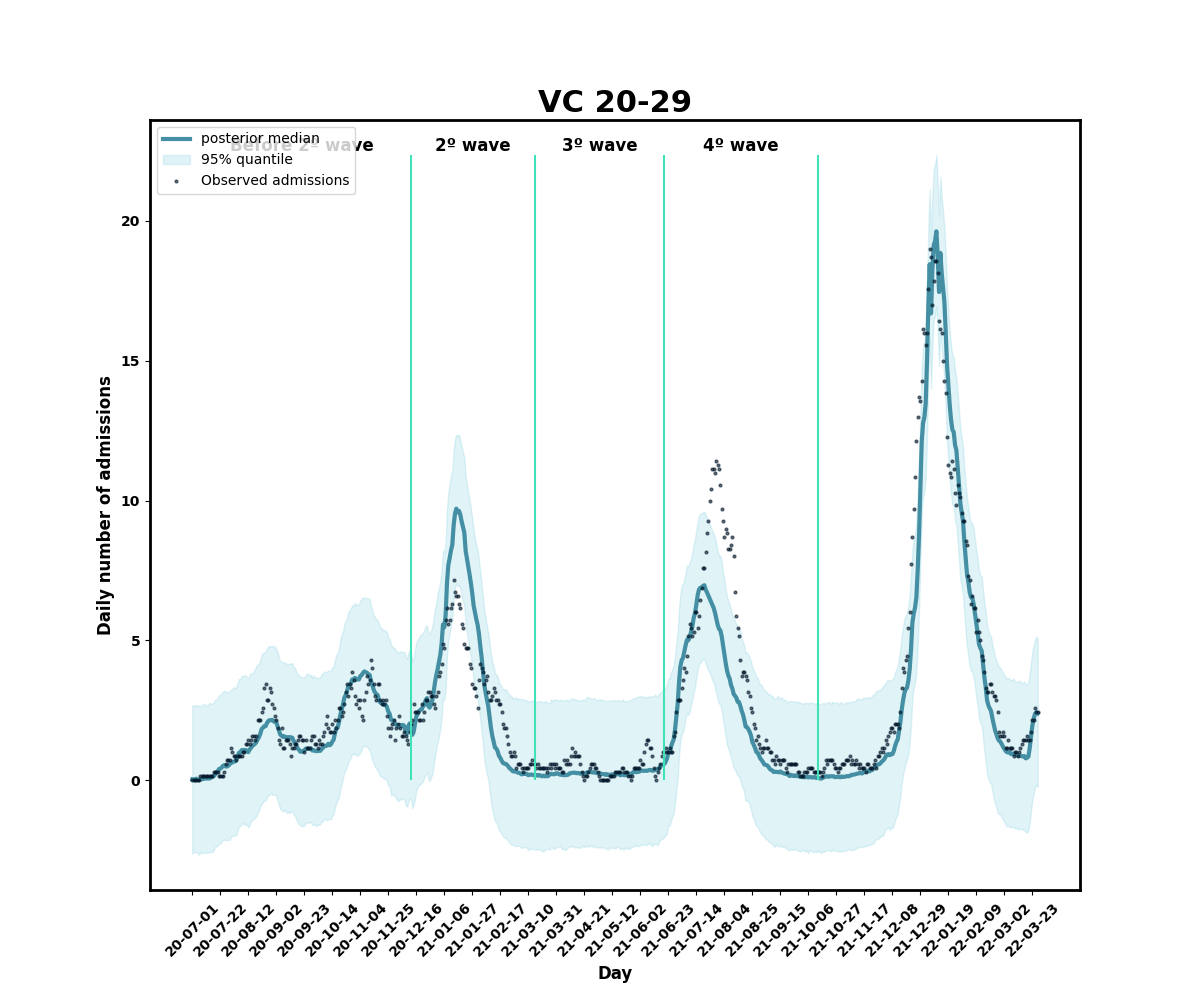 VC 20-29
Before 2º wave 2º wave 3º wave 4º wave
posterior median
95% quantile
Observed admissions
Daily number of admissions
20
15
10
5
0
20-07-01 20-07-22 20-08-12 20-09-02 20-09-23 20-10-14 20-11-04 20-11-25 20-12-16 21-01-06 21-01-27 21-02-17 21-03-10 21-03-31 21-04-21 21-05-12 21-06-02 21-06-23 21-07-14 21-08-04 21-08-25 21-09-15 21-10-06 21-10-27 21-11-17 21-12-08 21-12-29 22-01-19 22-02-09 22-03-02 22-03-23
Day